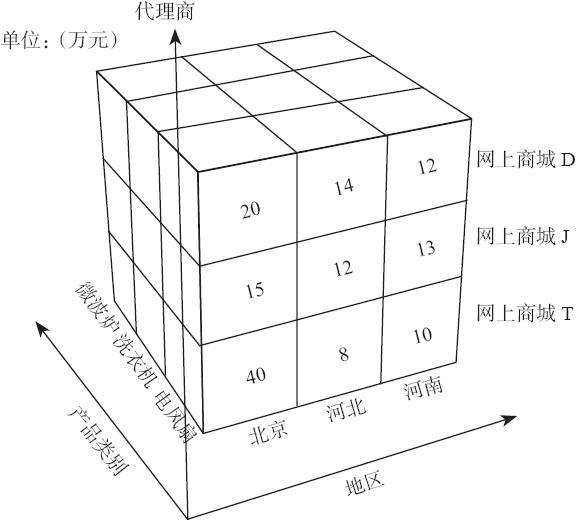 代理商
单位：(万元)
20 14 12 网上商城 D
15 12 13 网上商城 J
40 8 10 网上商城 T
微波炉 洗衣机 电风扇
北京 河北 河南
产品类别
地区